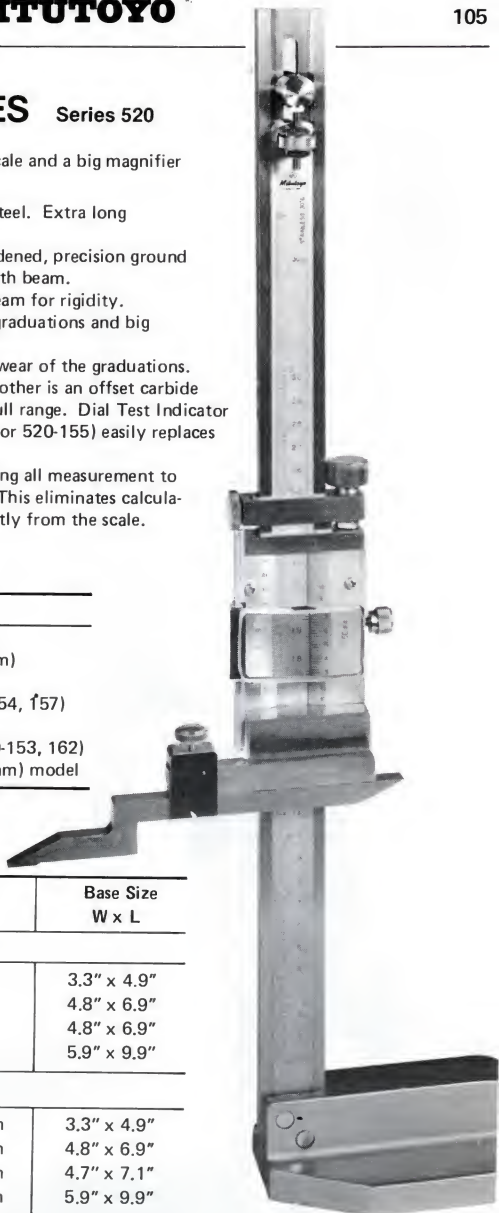 ITUTOYO
105
ES Series 520
cale and a big magnifier
teel. Extra long
dened, precision ground
th beam.
eam for rigidity.
graduations and big
wear of the graduations.
other is an offset carbide
ull range. Dial Test Indicator
or 520-155) easily replaces
ng all measurement to
This eliminates calcula-
tly from the scale.
m)
54, 157)
-153, 162)
am) model
Base Size
W x L
3.3" x 4.9"
4.8" x 6.9"
4.8" x 6.9"
5.9" x 9.9"
n 3.3" x 4.9"
n 4.8" x 6.9"
n 4.7" x 7.1"
n 5.9" x 9.9"
Mitutoyo